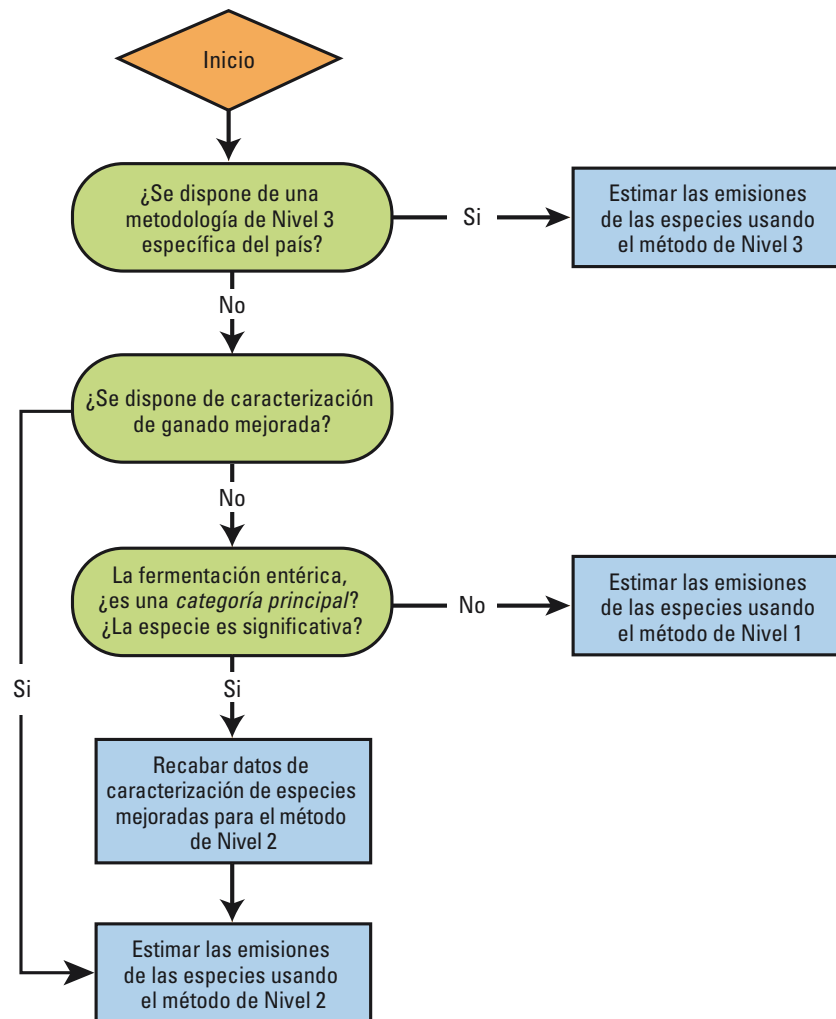 Inicio
¿Se dispone de una
metodología de Nivel 3
específica del país?
Si
Estimar las emisiones
de las especies usando
el método de Nivel 3
No
¿Se dispone de caracterización
de ganado mejorada?
No
La fermentación entérica,
¿es una categoría principal?
¿La especie es significativa?
No
Estimar las emisiones
de las especies usando
el método de Nivel 1
Si
Si
Recabar datos de
caracterización de especies
mejoradas para el método
de Nivel 2
Estimar las emisiones
de las especies usando
el método de Nivel 2